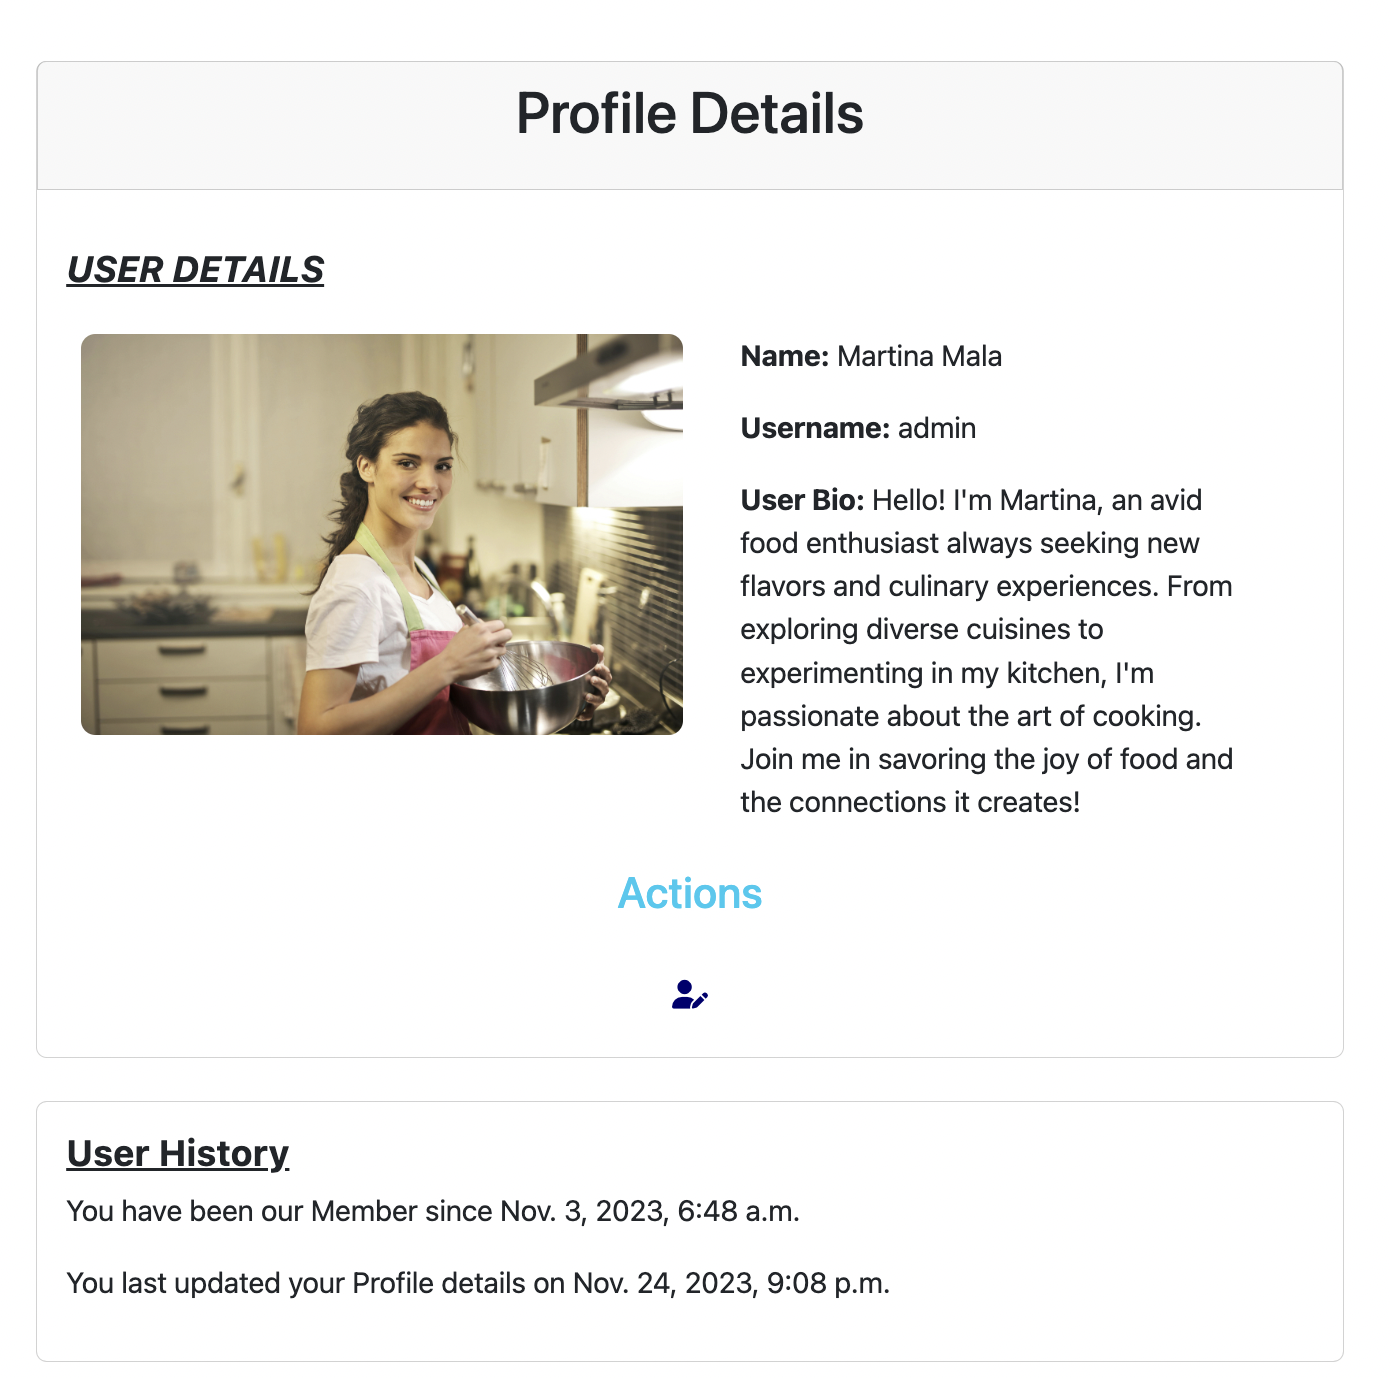 Profile Details
USER DETAILS
Name: Martina Mala
Username: admin
User Bio: Hello! I'm Martina, an avid
food enthusiast always seeking new
flavors and culinary experiences. From
exploring diverse cuisines to
experimenting in my kitchen, I'm
passionate about the art of cooking.
Join me in savoring the joy of food and
the connections it creates!
Actions
User History
You have been our Member since Nov. 3, 2023, 6:48 a.m.
You last updated your Profile details on Nov. 24, 2023, 9:08 p.m.